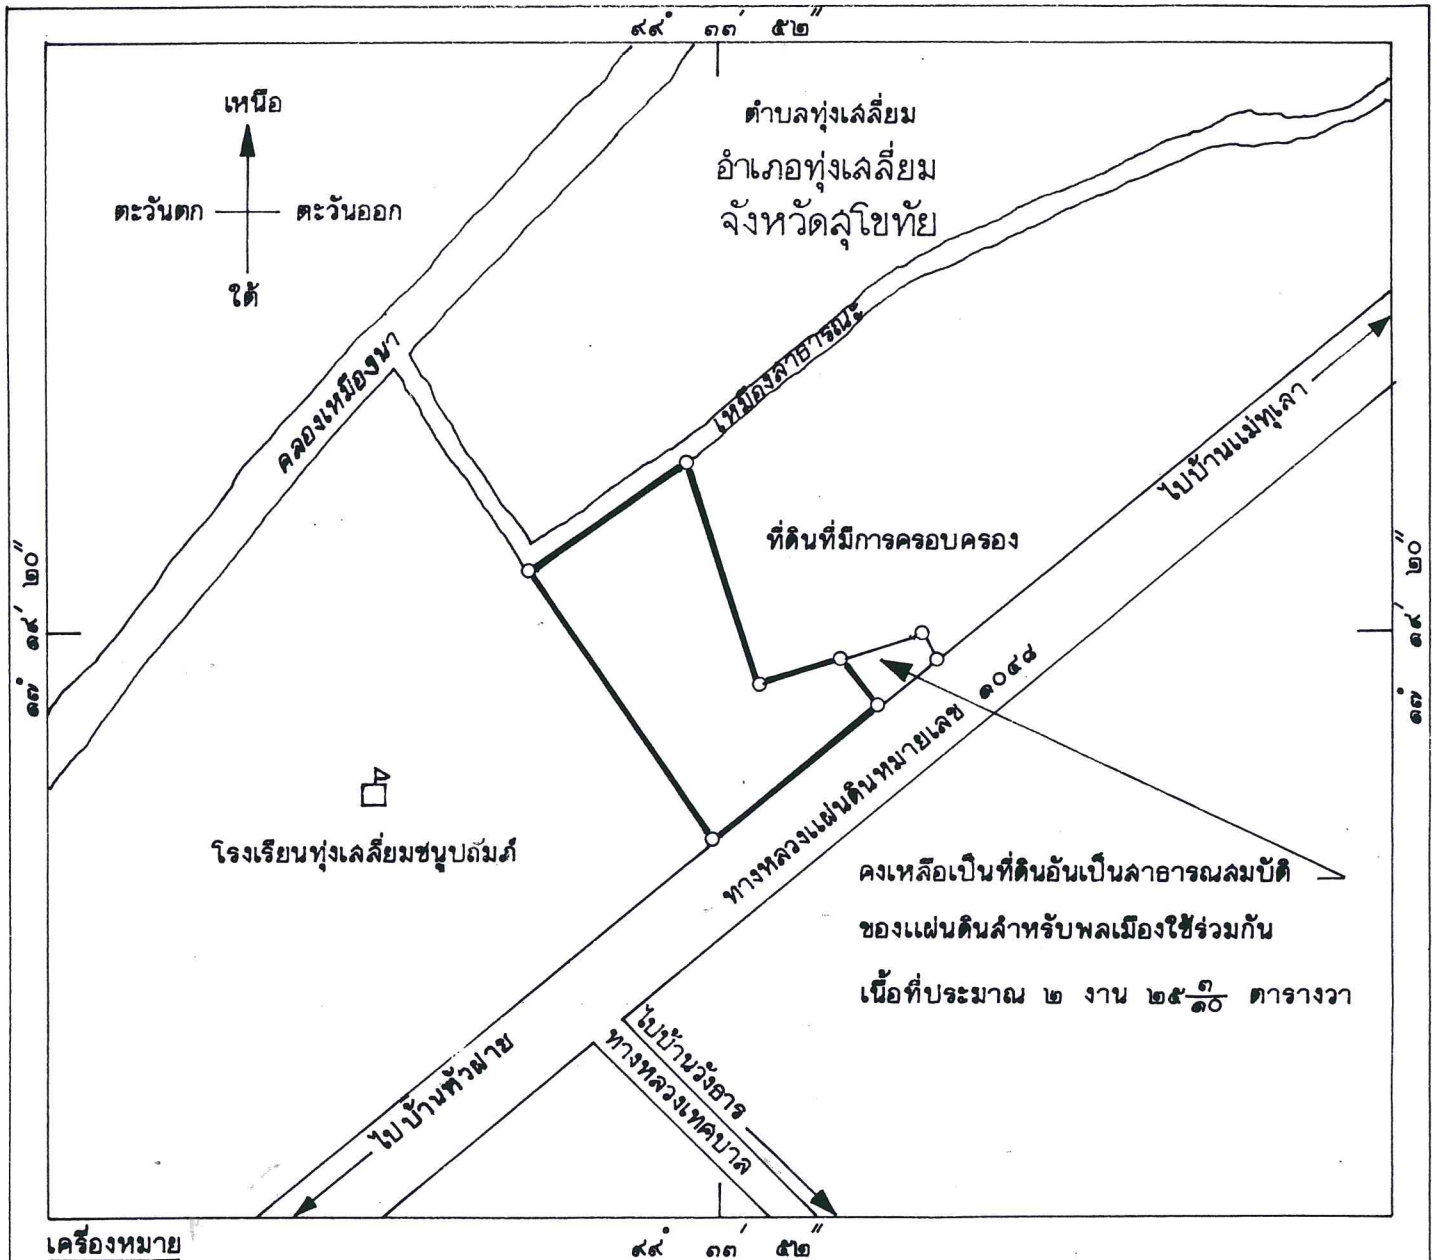 ๙๙° ๓๓′ ๕๒″
เหนือ
ตะวันตก
ตะวันออก
ใต้
ตำบลทุ่งเสลี่ยม
อำเภอทุ่งเสลี่ยม
จังหวัดสุโขทัย
คลองเหมืองนา
เหมืองสาธารณะ
ไปบ้านแม่ทุเลา
ที่ดินที่มีการครอบครอง
๑๗° ๑๙′ ๒๐″
๑๗° ๑๙′ ๒๐″
ทางหลวงแผ่นดินหมายเลข ๑๐๔๘
โรงเรียนทุ่งเสลี่ยมชนูปถัมภ์
คงเหลือเป็นที่ดินอันเป็นสาธารณสมบัติ
ของแผ่นดินสำหรับพลเมืองใช้ร่วมกัน
เนื้อที่ประมาณ ๒ งาน ๒๕ ๓/๑๐ ตารางวา
ไปบ้านหัวฝาย
ไปบ้านวังธาร
ทางหลวงเทศบาล
เครื่องหมาย
๙๙° ๓๓′ ๕๒″